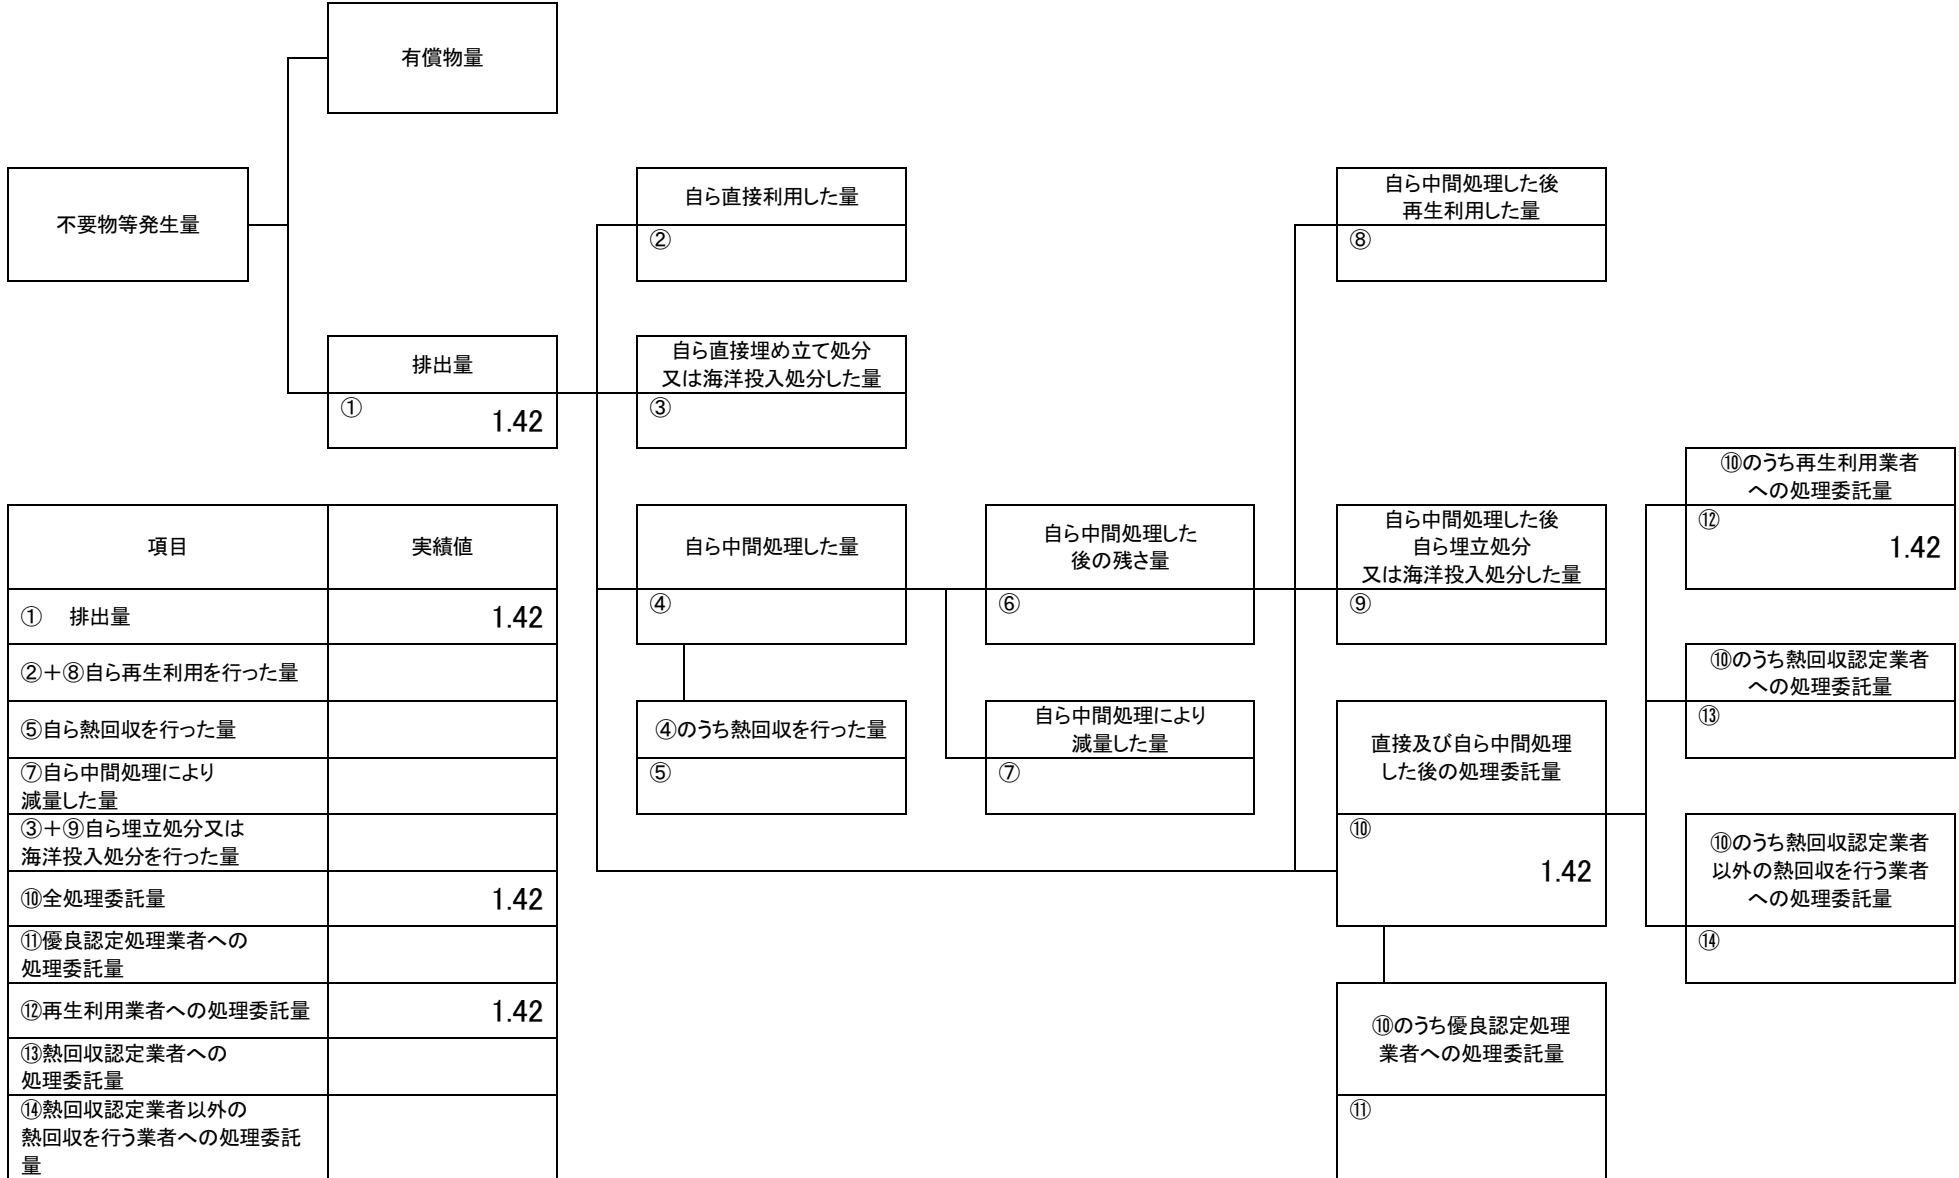 有償物量
不要物等発生量
自ら直接利用した量
②
自ら中間処理した後
再生利用した量
⑧
排出量
①
1.42
自ら直接埋め立て処分
又は海洋投入処分した量
③
⑩のうち再生利用業者
への処理委託量
⑫
1.42
自ら中間処理した量
④
自ら中間処理した
後の残さ量
⑥
自ら中間処理した後
自ら埋立処分
又は海洋投入処分した量
⑨
⑩のうち熱回収認定業者
への処理委託量
⑬
④のうち熱回収を行った量
⑤
自ら中間処理により
減量した量
⑦
直接及び自ら中間処理
した後の処理委託量
⑩
1.42
⑩のうち熱回収認定業者
以外の熱回収を行う業者
への処理委託量
⑭
⑩のうち優良認定処理
業者への処理委託量
⑪
項目 実績値
① 排出量 1.42
②＋⑧自ら再生利用を行った量
⑤自ら熱回収を行った量
⑦自ら中間処理により
減量した量
③＋⑨自ら埋立処分又は
海洋投入処分を行った量
⑩全処理委託量 1.42
⑪優良認定処理業者への
処理委託量
⑫再生利用業者への処理委託量 1.42
⑬熱回収認定業者への
処理委託量
⑭熱回収認定業者以外の
熱回収を行う業者への処理委託
量